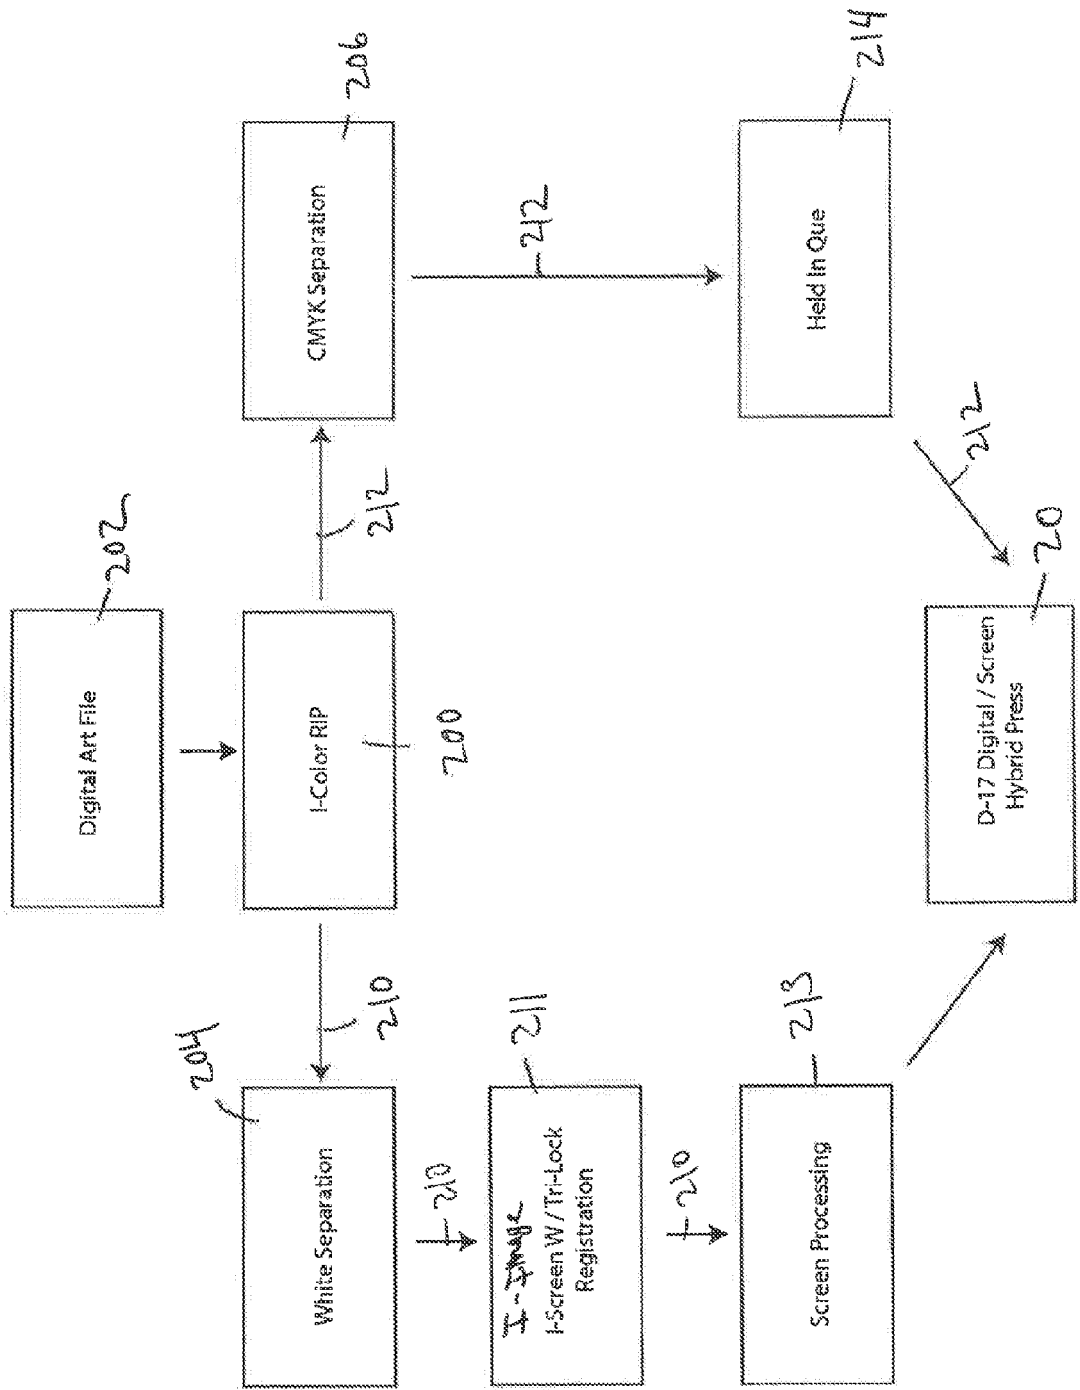 Digital Art File
202
I-Color RIP
200
210
212
204
White Separation
CMYK Separation
206
210
212
I-Image
I-Screen W / Tri-Lock
Registration
211
210
Screen Processing
213
Held In Que
214
212
D-17 Digital / Screen
Hybrid Press
20